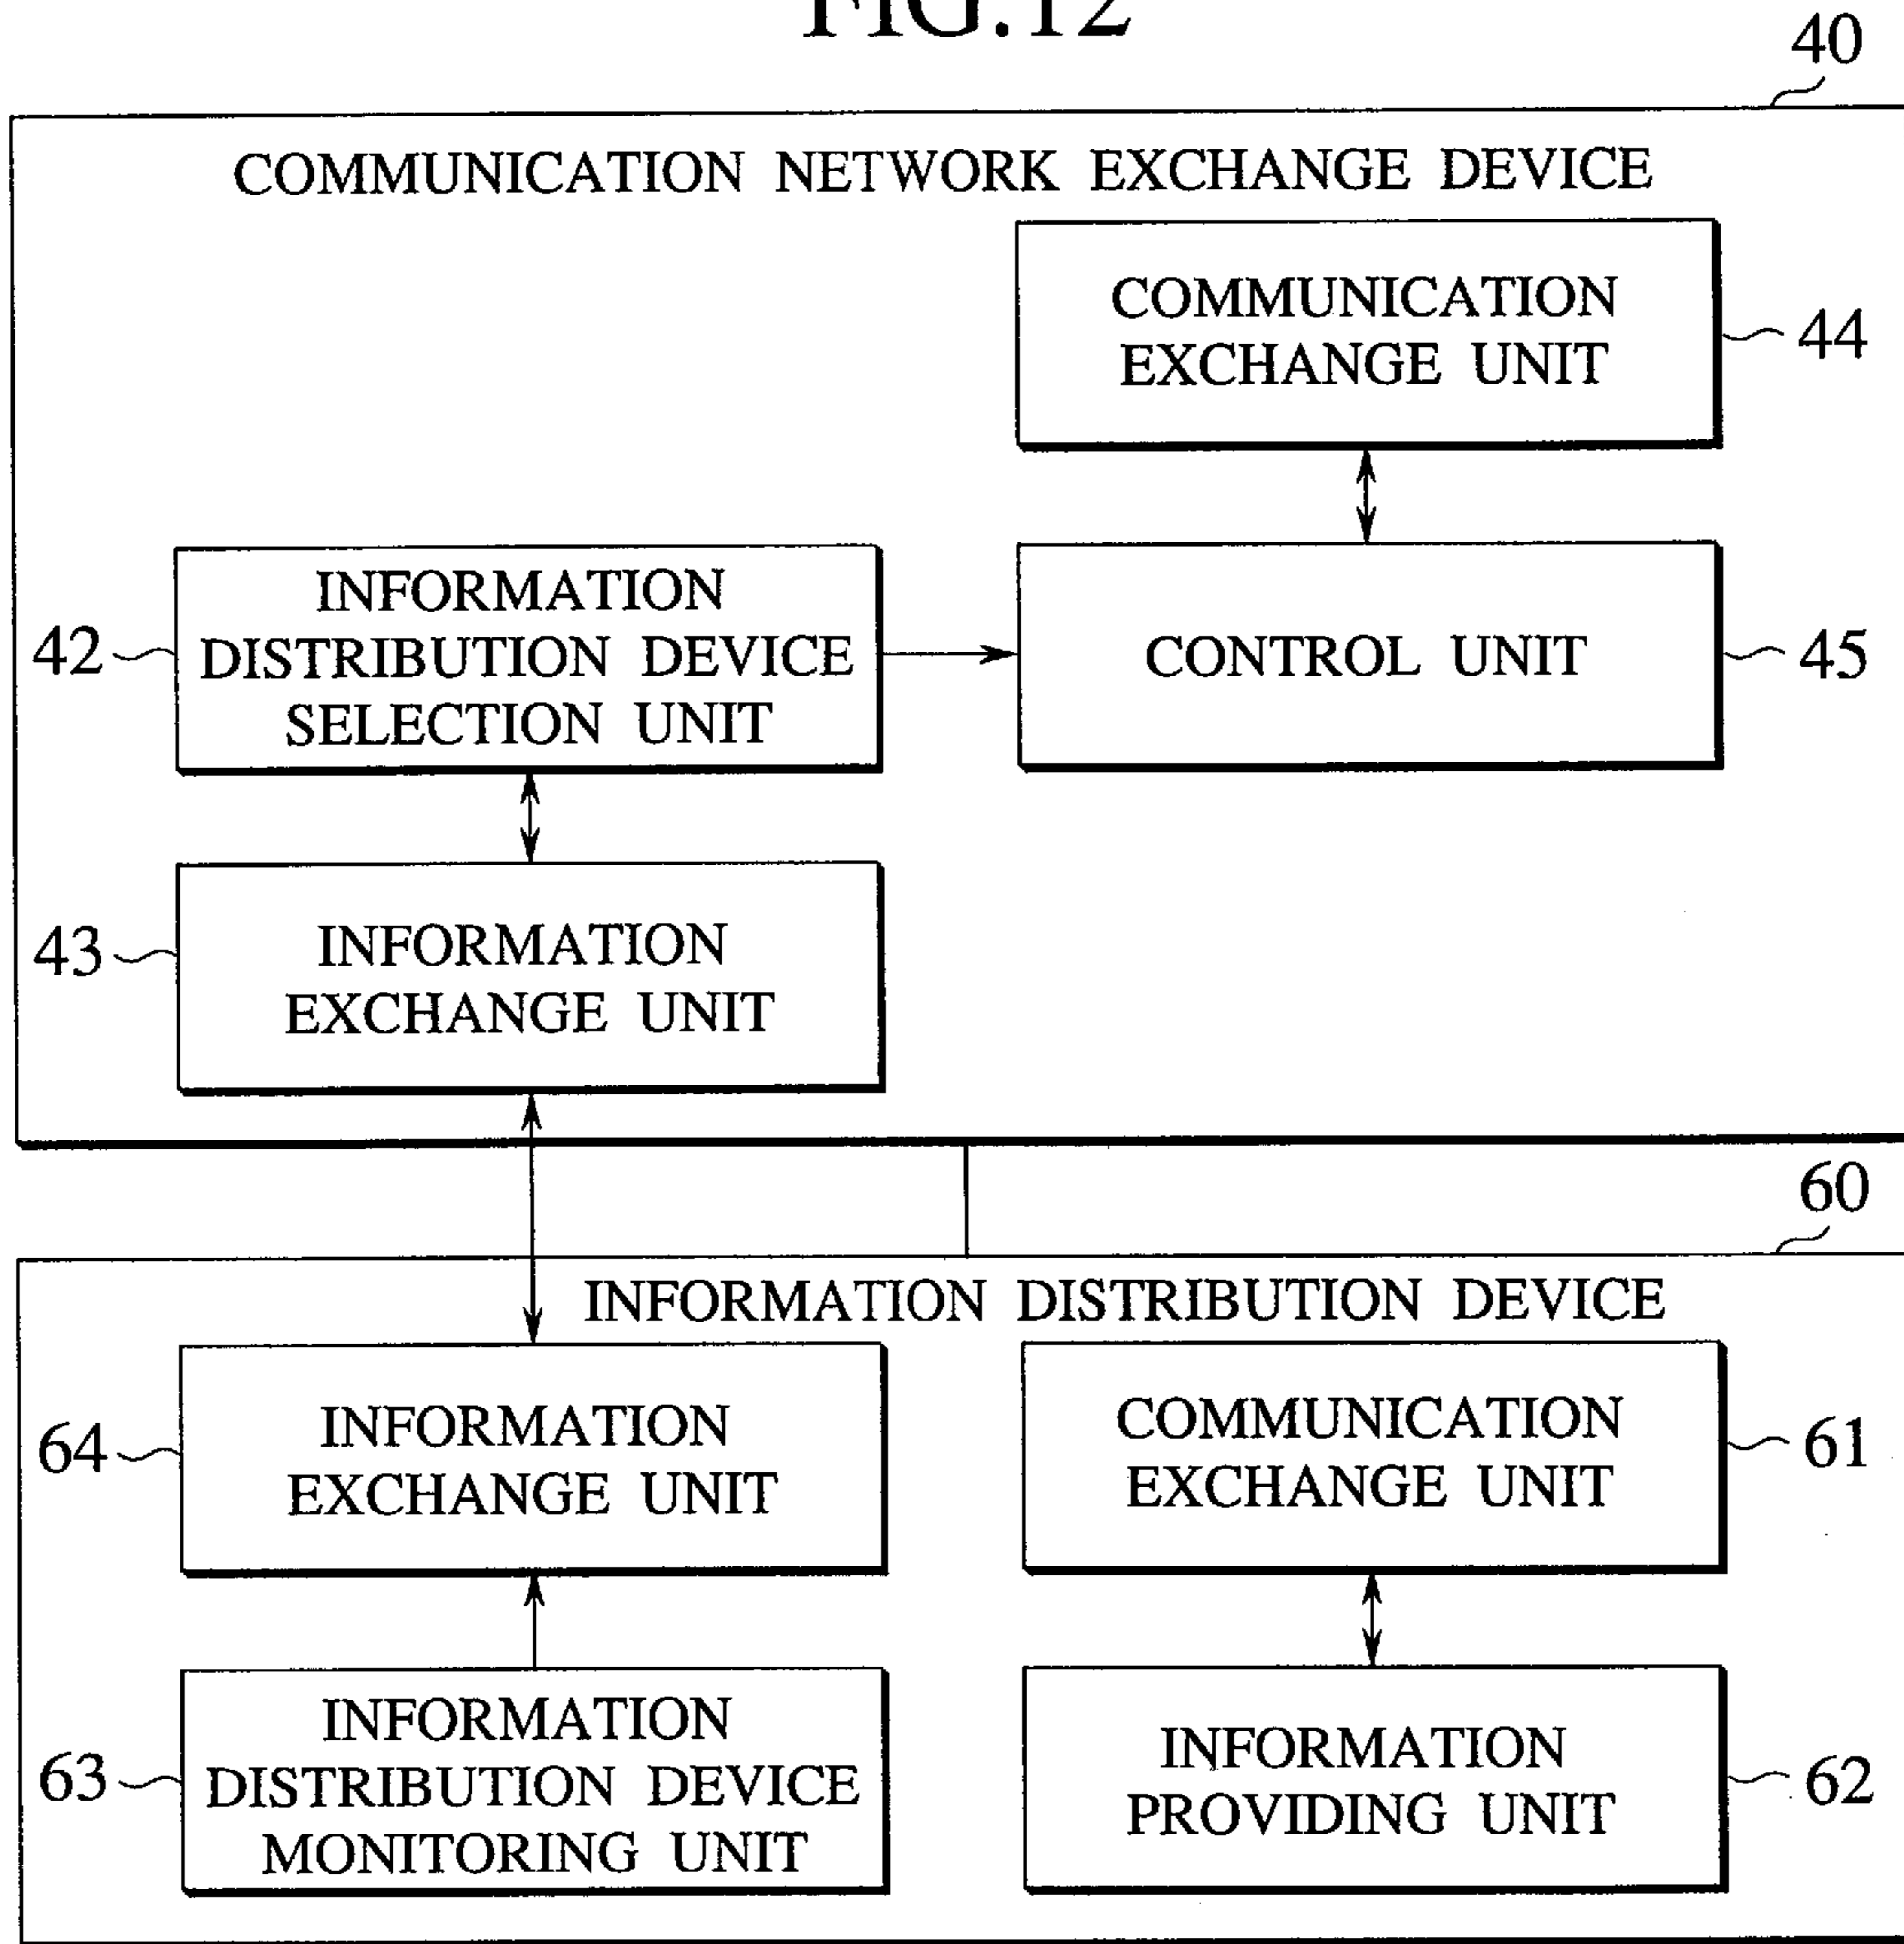 FIG.12
40
COMMUNICATION NETWORK EXCHANGE DEVICE
COMMUNICATION
EXCHANGE UNIT
44
42
INFORMATION
DISTRIBUTION DEVICE
SELECTION UNIT
CONTROL UNIT
45
43
INFORMATION
EXCHANGE UNIT
60
INFORMATION DISTRIBUTION DEVICE
64
INFORMATION
EXCHANGE UNIT
COMMUNICATION
EXCHANGE UNIT
61
63
INFORMATION
DISTRIBUTION DEVICE
MONITORING UNIT
INFORMATION
PROVIDING UNIT
62